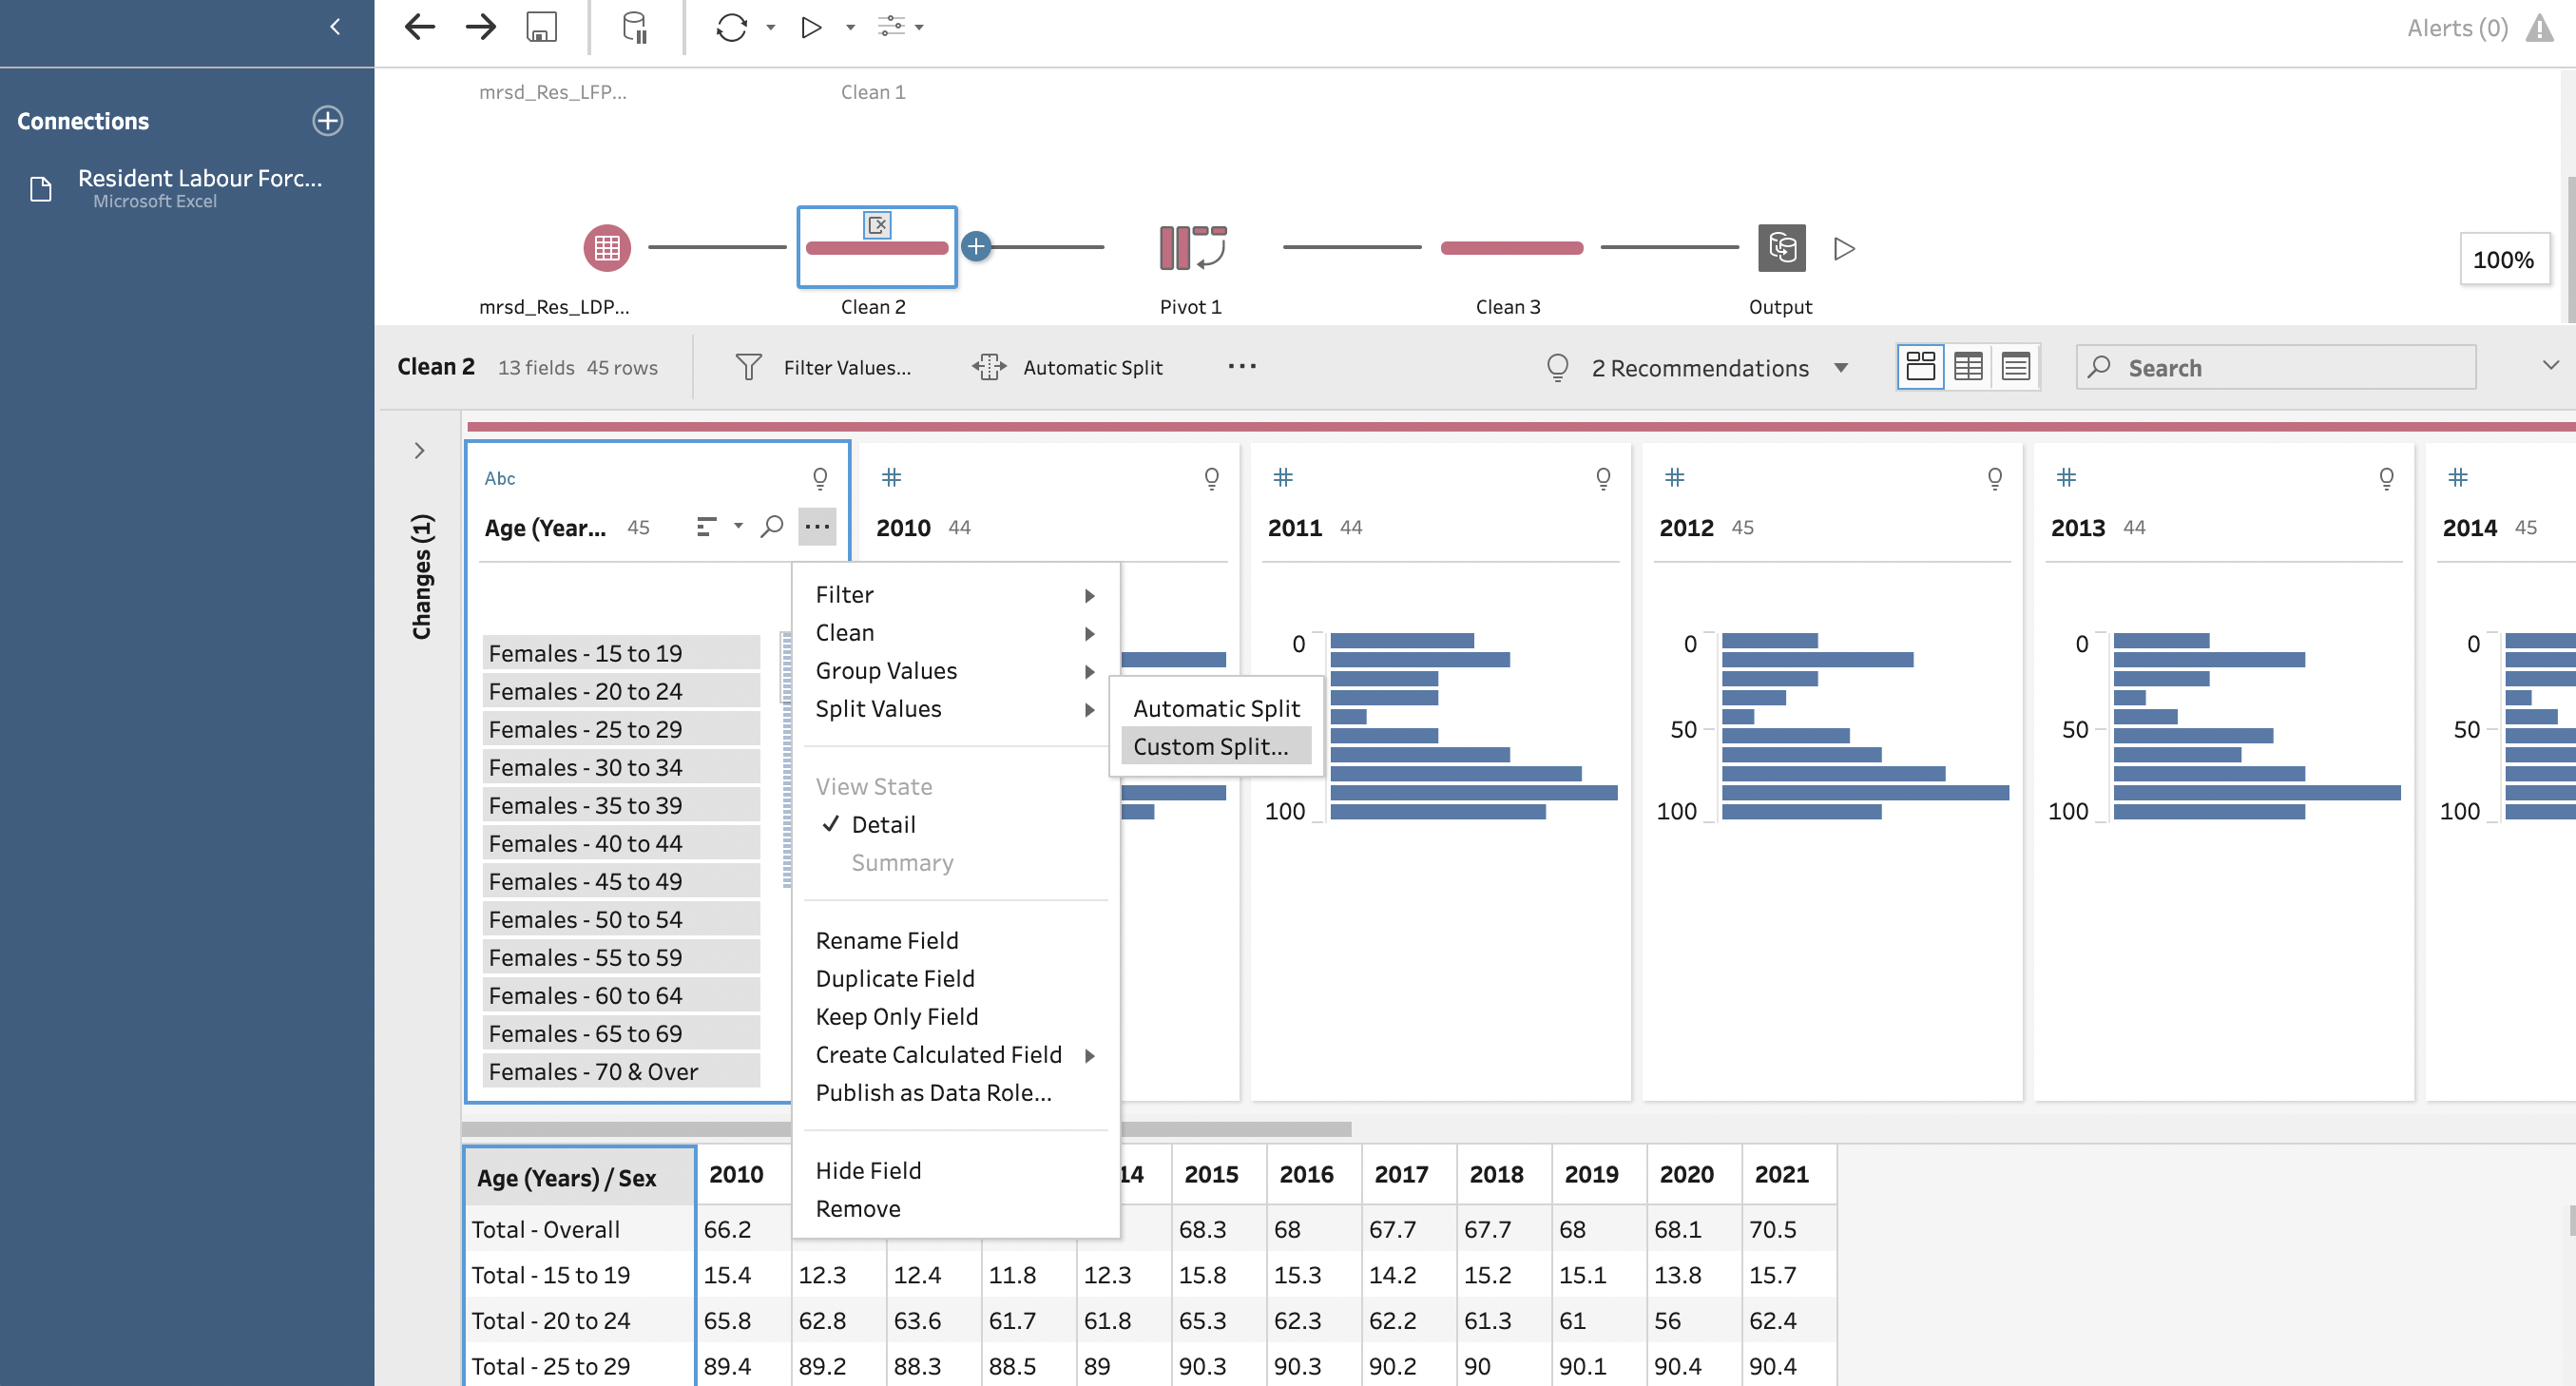 Alerts (0)
Connections
Resident Labour Forc...
Microsoft Excel
mrsd_Res_LFP...
Clean 1
mrsd_Res_LDP...
Clean 2
Pivot 1
Clean 3
Output
100%
Clean 2 13 fields 45 rows
Filter Values...
Automatic Split
...
2 Recommendations
Search
Changes (1)
Abc
Age (Year... 45
...
Females - 15 to 19
Females - 20 to 24
Females - 25 to 29
Females - 30 to 34
Females - 35 to 39
Females - 40 to 44
Females - 45 to 49
Females - 50 to 54
Females - 55 to 59
Females - 60 to 64
Females - 65 to 69
Females - 70 & Over
#
2010 44
#
2011 44
0
50
100
#
2012 45
0
50
100
#
2013 44
0
50
100
#
2014 45
0
50
100
Filter
Clean
Group Values
Split Values
View State
✓ Detail
Summary
Rename Field
Duplicate Field
Keep Only Field
Create Calculated Field
Publish as Data Role...
Hide Field
Remove
Automatic Split
Custom Split...
Age (Years) / Sex 2010 14 2015 2016 2017 2018 2019 2020 2021
Total - Overall 66.2 68.3 68 67.7 67.7 68 68.1 70.5
Total - 15 to 19 15.4 12.3 12.4 11.8 12.3 15.8 15.3 14.2 15.2 15.1 13.8 15.7
Total - 20 to 24 65.8 62.8 63.6 61.7 61.8 65.3 62.3 62.2 61.3 61 56 62.4
Total - 25 to 29 89.4 89.2 88.3 88.5 89 90.3 90.3 90.2 90 90.1 90.4 90.4